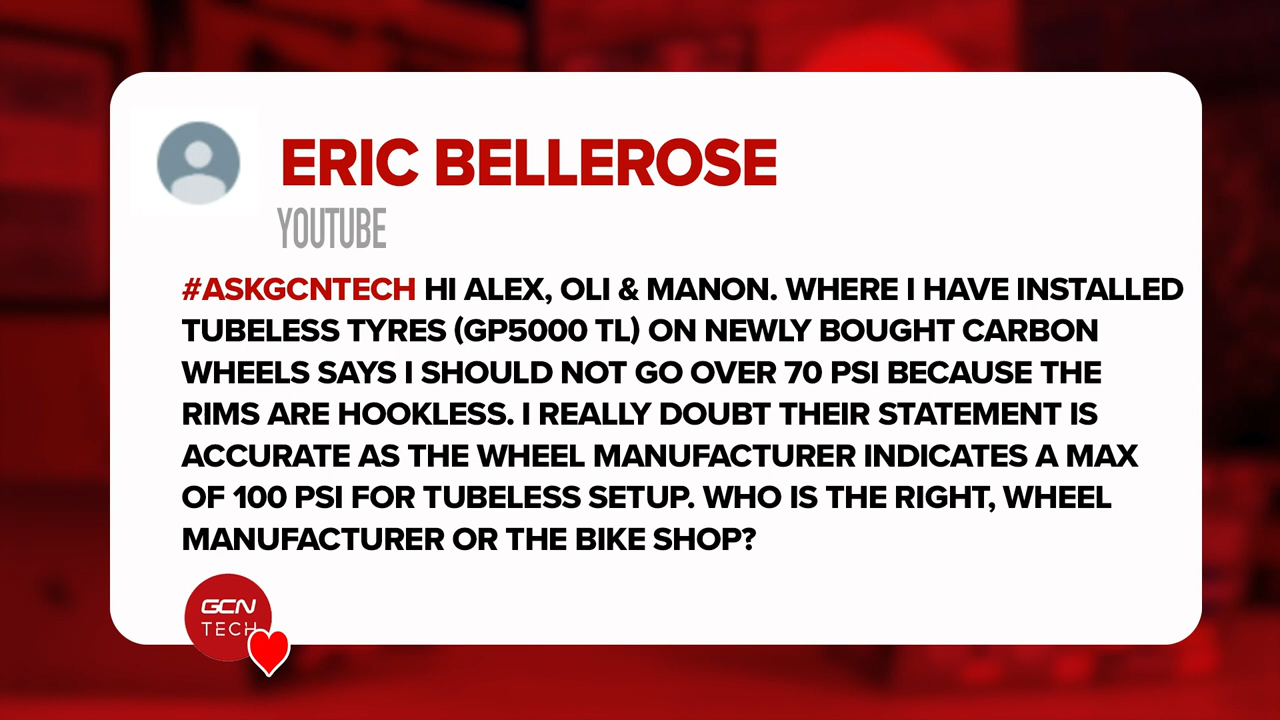 ERIC BELLEROSE
YOUTUBE
#ASKGCNTECH HI ALEX, OLI & MANON. WHERE I HAVE INSTALLED
TUBELESS TYRES (GP5000 TL) ON NEWLY BOUGHT CARBON
WHEELS SAYS I SHOULD NOT GO OVER 70 PSI BECAUSE THE
RIMS ARE HOOKLESS. I REALLY DOUBT THEIR STATEMENT IS
ACCURATE AS THE WHEEL MANUFACTURER INDICATES A MAX
OF 100 PSI FOR TUBELESS SETUP. WHO IS THE RIGHT, WHEEL
MANUFACTURER OR THE BIKE SHOP?
GCN
TECH